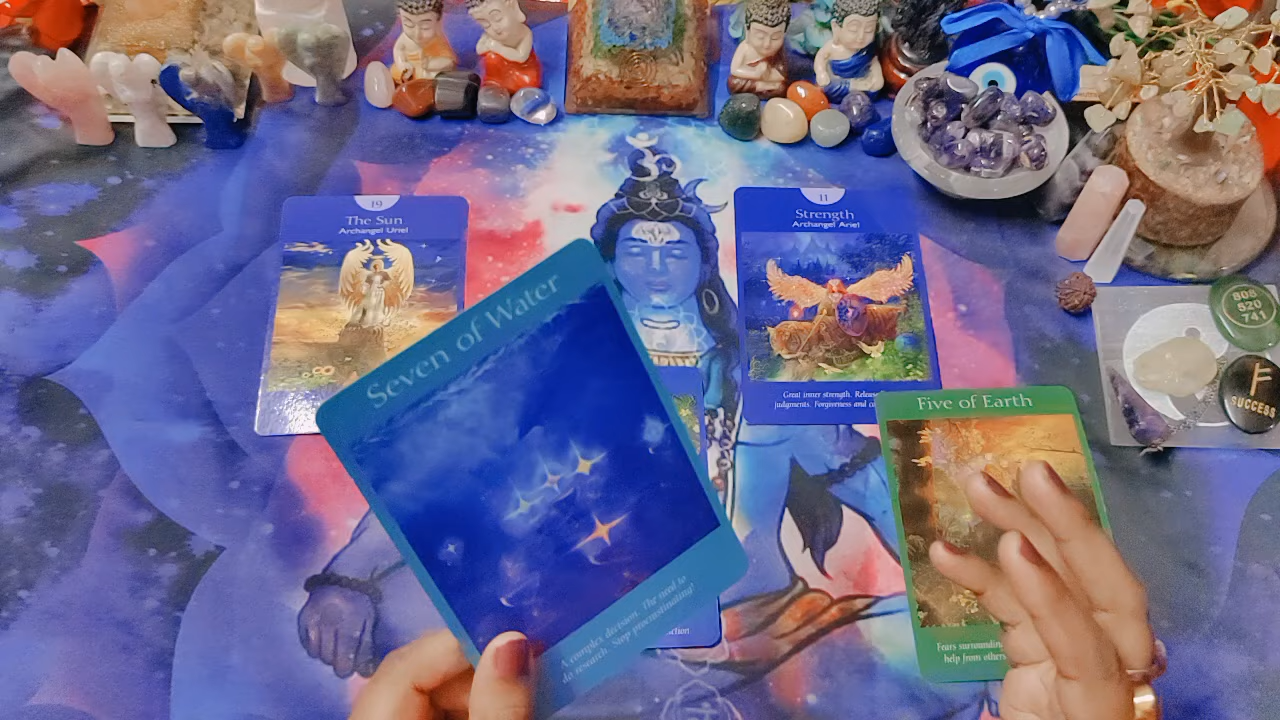 19
The Sun
Archangel Uriel
11
Strength
Archangel Ariel
Great inner strength. Release
judgments. Forgiveness and
Seven of Water
A complex decision. The need to
do research. Stop procrastinating!
Five of Earth
Fears surrounding
help from others
808
520
741
SUCCESS